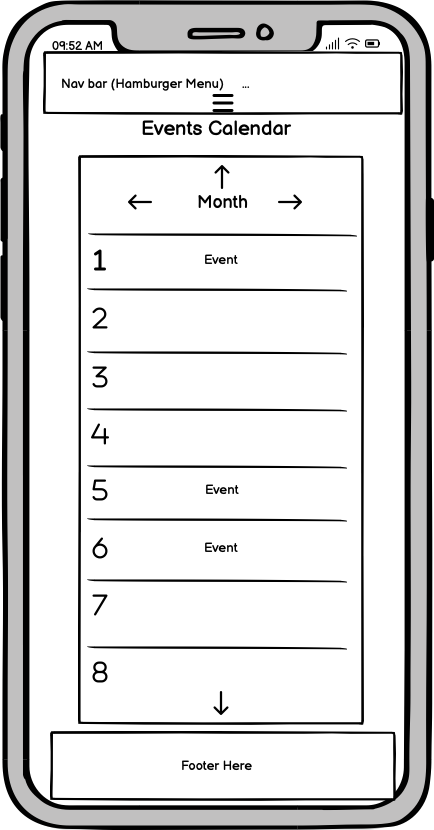 09:52 AM
Nav bar (Hamburger Menu) ...
Events Calendar
Month
1 Event
2
3
4
5 Event
6 Event
7
8
Footer Here